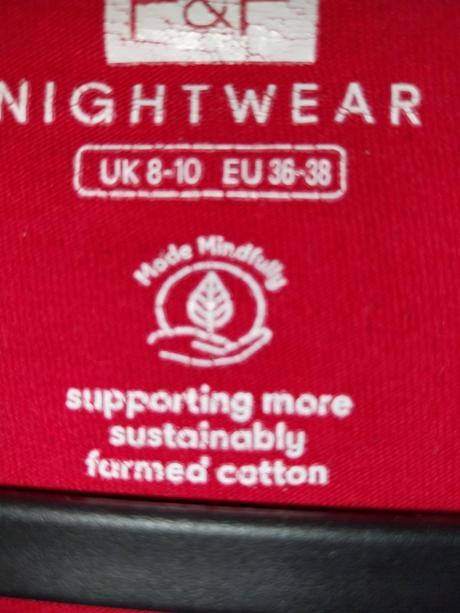 F&F
NIGHTWEAR
UK 8-10 EU 36-38
Made Mindfully
supporting more
sustainably
farmed cotton